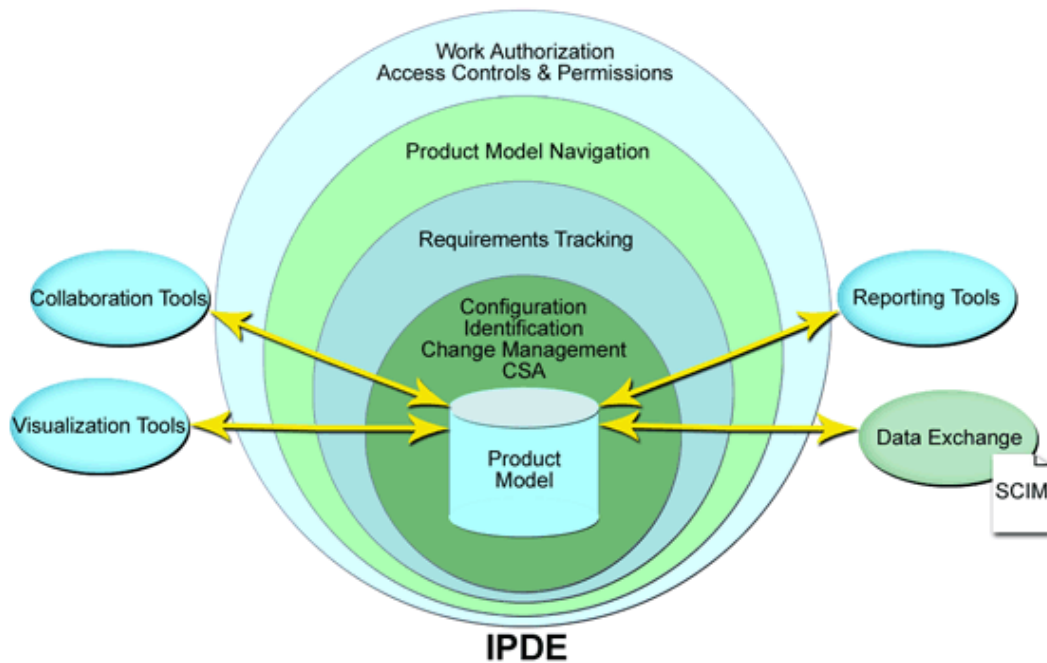 Work Authorization
Access Controls & Permissions
Product Model Navigation
Requirements Tracking
Configuration
Identification
Change Management
CSA
Collaboration Tools
Reporting Tools
Visualization Tools
Data Exchange
Product
Model
SCIM
IPDE